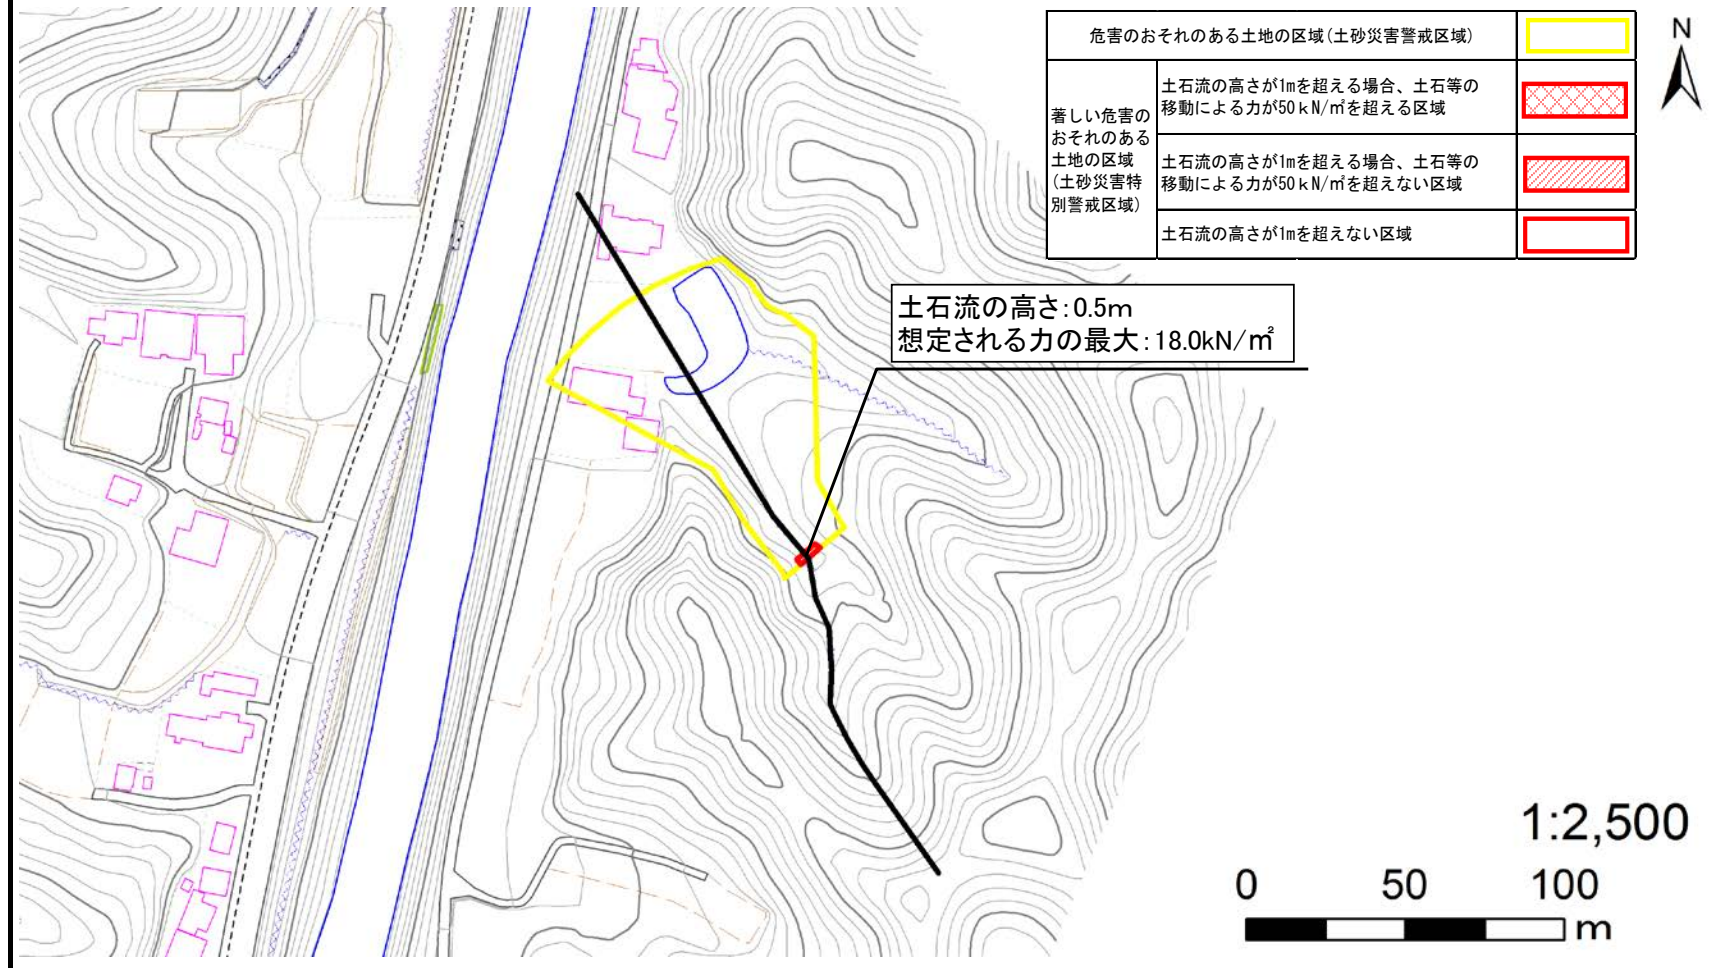 危害のおそれのある土地の区域(土砂災害警戒区域)
著しい危害の
おそれのある
土地の区域
(土砂災害特
別警戒区域)
土石流の高さが1mを超える場合、土石等の
移動による力が50kN/㎡を超える区域
土石流の高さが1mを超える場合、土石等の
移動による力が50kN/㎡を超えない区域
土石流の高さが1mを超えない区域
N
土石流の高さ:0.5m
想定される力の最大:18.0kN/㎡
1:2,500
0 50 100
m